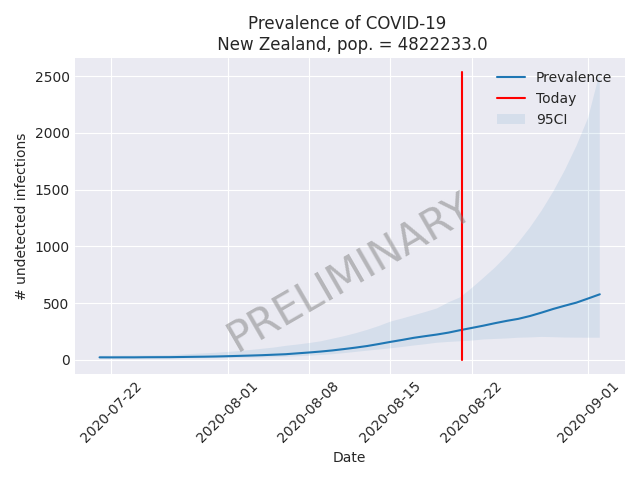 Prevalence of COVID-19
New Zealand, pop. = 4822233.0
# undetected infections
2500
2000
1500
1000
500
0
Prevalence
Today
95CI
PRELIMINARY
2020-07-22
2020-08-01
2020-08-08
2020-08-15
2020-08-22
2020-09-01
Date